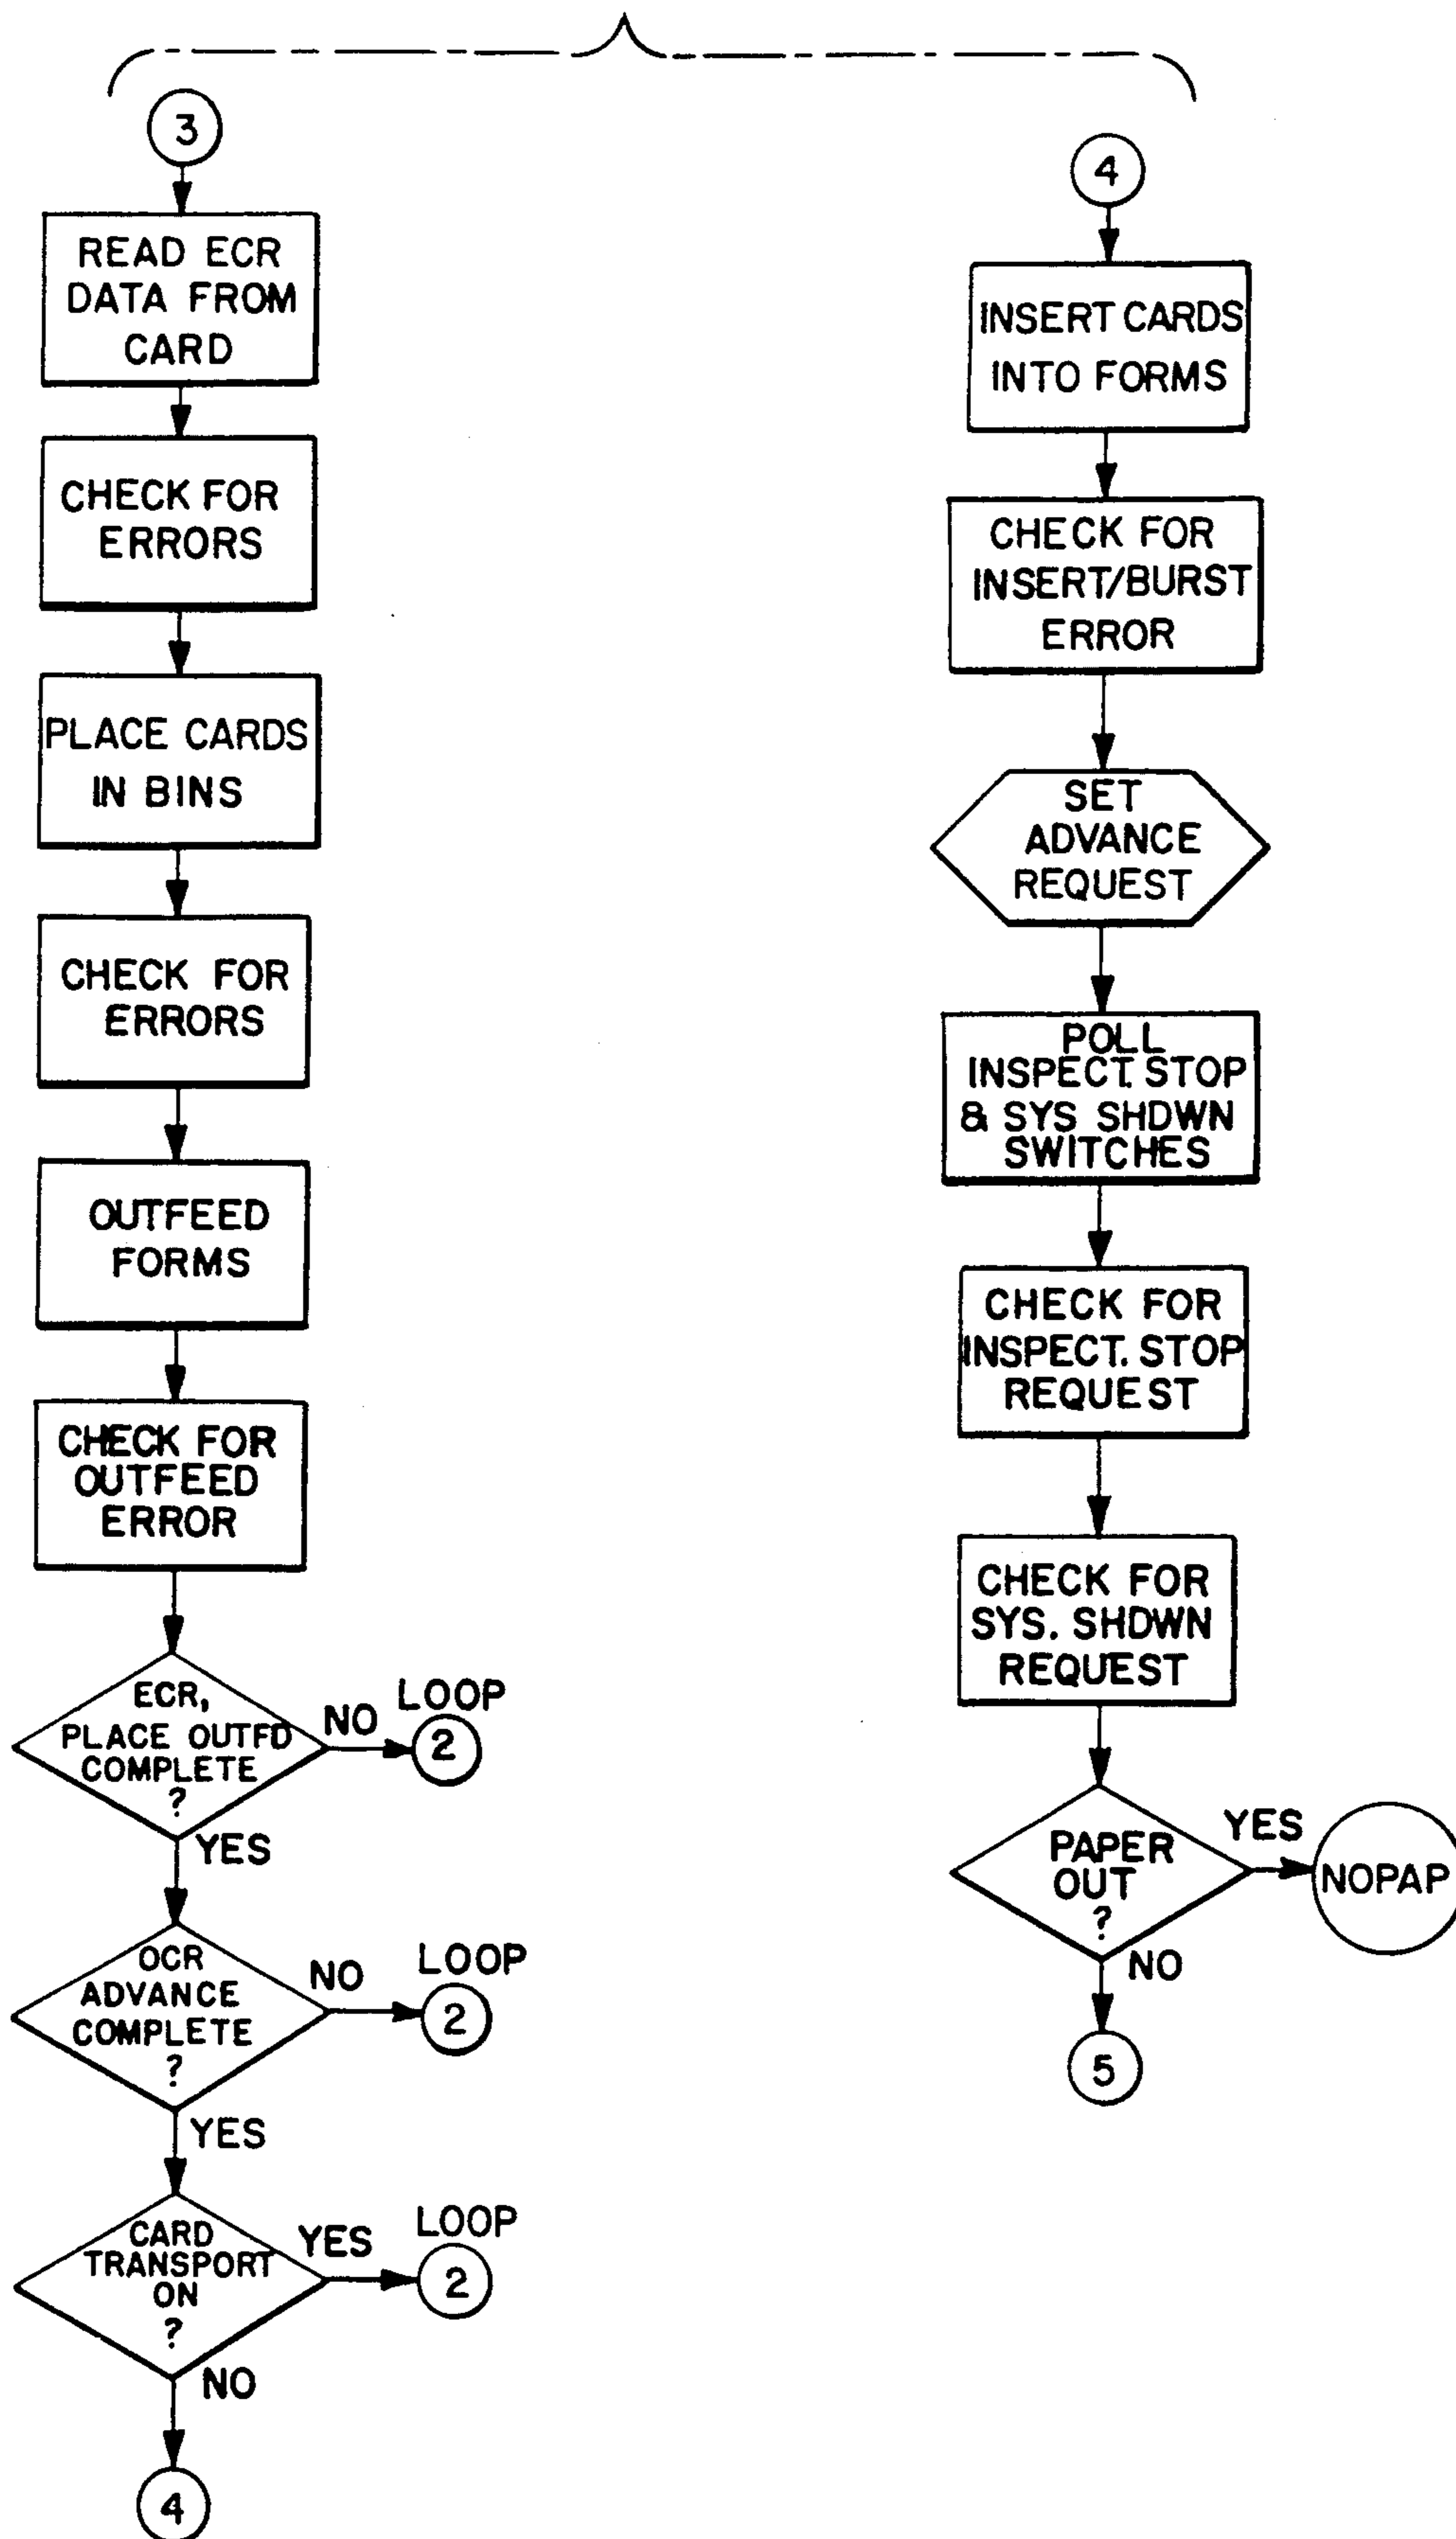 3
READ ECR
DATA FROM
CARD
CHECK FOR
ERRORS
PLACE CARDS
IN BINS
CHECK FOR
ERRORS
OUTFEED
FORMS
CHECK FOR
OUTFEED
ERROR
ECR,
PLACE OUTFD
COMPLETE
?
NO
LOOP
2
YES
OCR
ADVANCE
COMPLETE
?
NO
LOOP
2
YES
CARD
TRANSPORT
ON
?
YES
LOOP
2
NO
4
4
INSERT CARDS
INTO FORMS
CHECK FOR
INSERT/BURST
ERROR
SET
ADVANCE
REQUEST
POLL
INSPECT. STOP
& SYS SHDWN
SWITCHES
CHECK FOR
INSPECT. STOP
REQUEST
CHECK FOR
SYS. SHDWN
REQUEST
PAPER
OUT
?
YES
NOPAP
NO
5